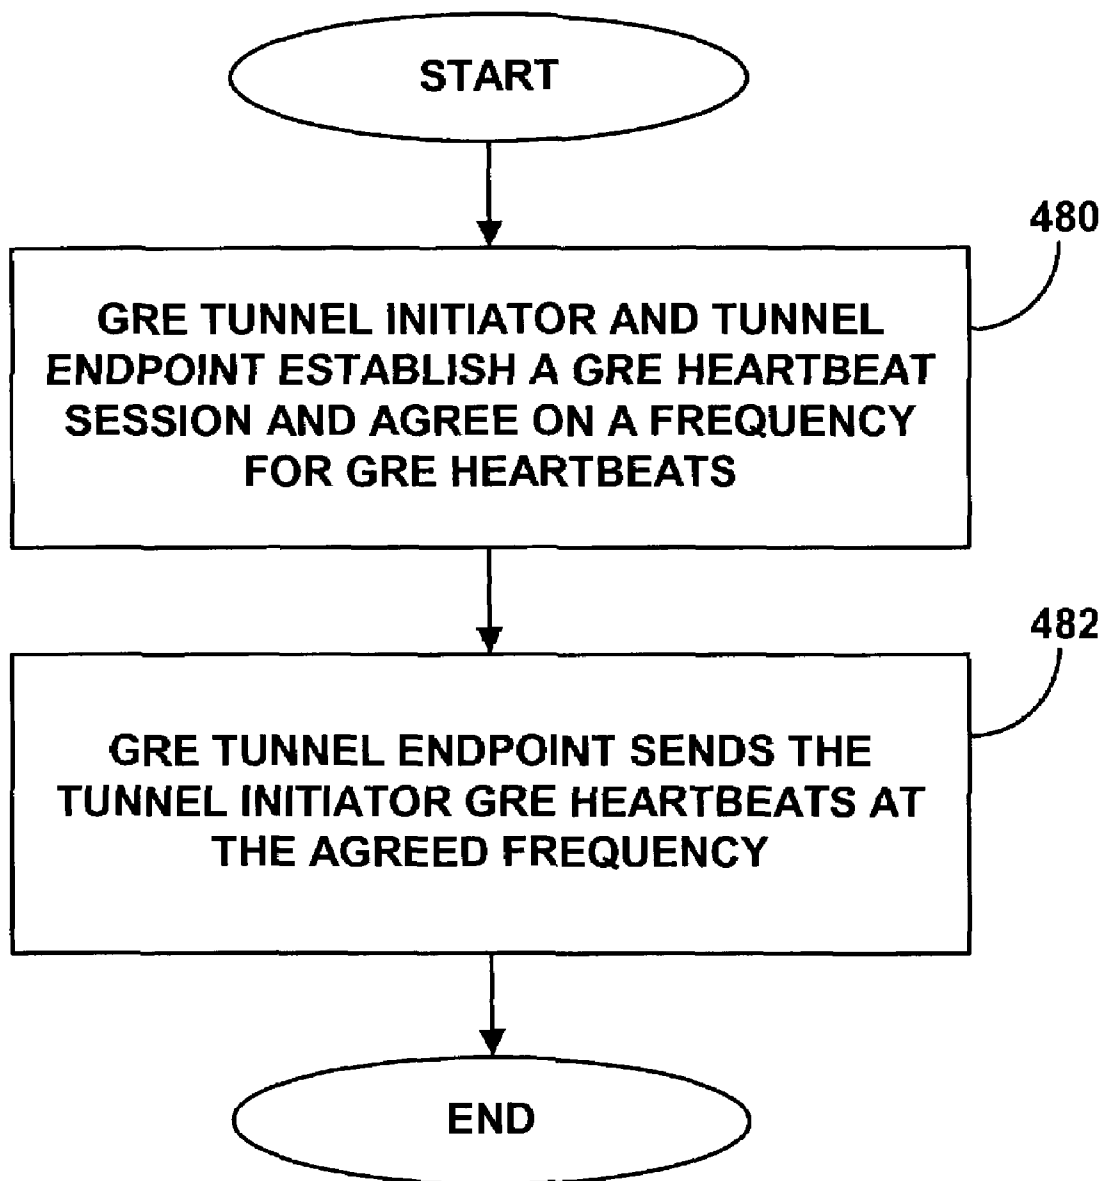 START
480
GRE TUNNEL INITIATOR AND TUNNEL
ENDPOINT ESTABLISH A GRE HEARTBEAT
SESSION AND AGREE ON A FREQUENCY
FOR GRE HEARTBEATS
482
GRE TUNNEL ENDPOINT SENDS THE
TUNNEL INITIATOR GRE HEARTBEATS AT
THE AGREED FREQUENCY
END